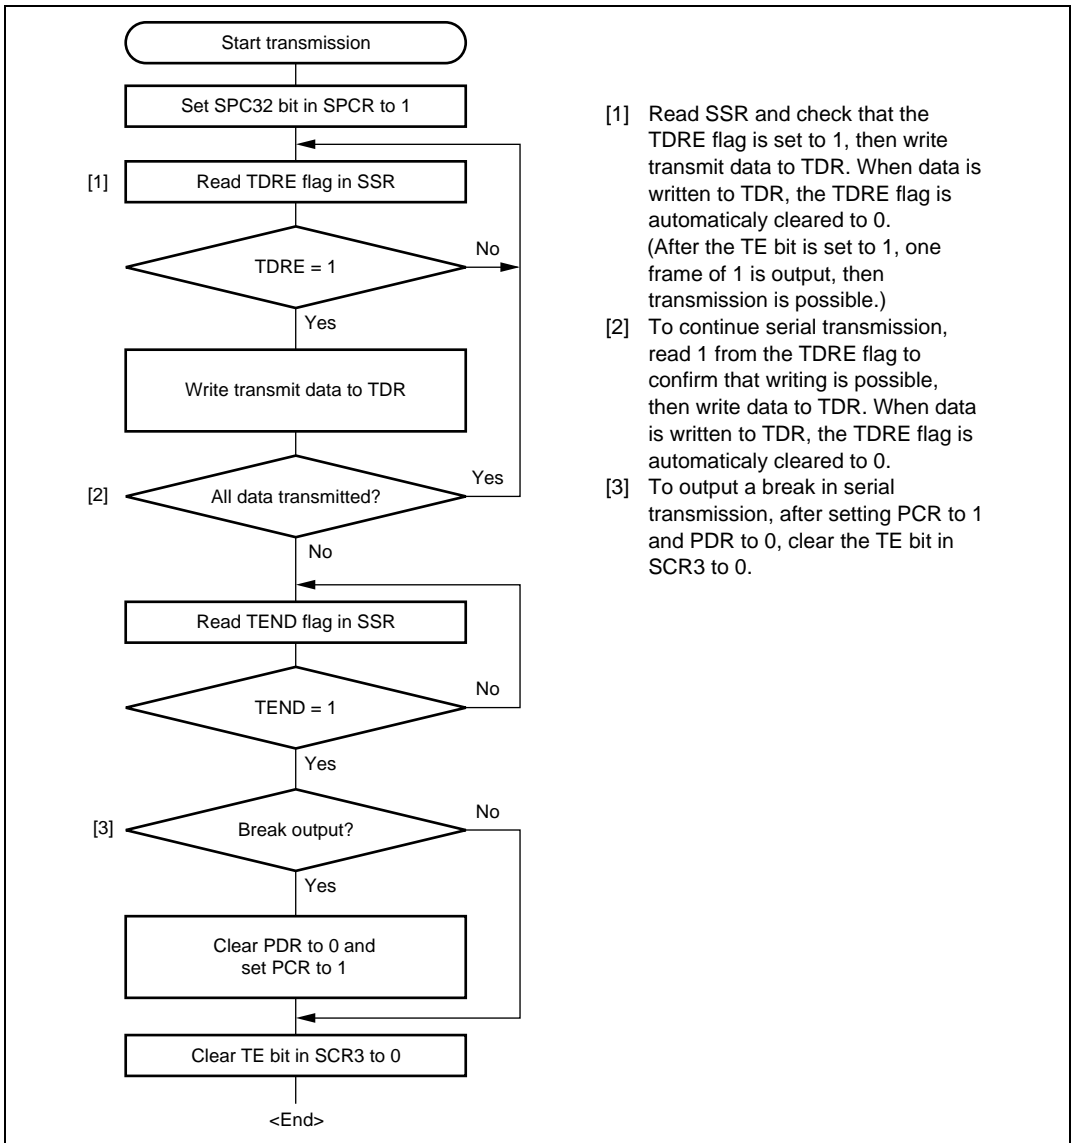 Start transmission
Set SPC32 bit in SPCR to 1
[1]
Read TDRE flag in SSR
No
TDRE = 1
Yes
Write transmit data to TDR
Yes
[2]
All data transmitted?
No
Read TEND flag in SSR
No
TEND = 1
Yes
No
[3]
Break output?
Yes
Clear PDR to 0 and
set PCR to 1
Clear TE bit in SCR3 to 0
<End>
[1] Read SSR and check that the
TDRE flag is set to 1, then write
transmit data to TDR. When data is
written to TDR, the TDRE flag is
automaticaly cleared to 0.
(After the TE bit is set to 1, one
frame of 1 is output, then
transmission is possible.)
[2] To continue serial transmission,
read 1 from the TDRE flag to
confirm that writing is possible,
then write data to TDR. When data
is written to TDR, the TDRE flag is
automaticaly cleared to 0.
[3] To output a break in serial
transmission, after setting PCR to 1
and PDR to 0, clear the TE bit in
SCR3 to 0.